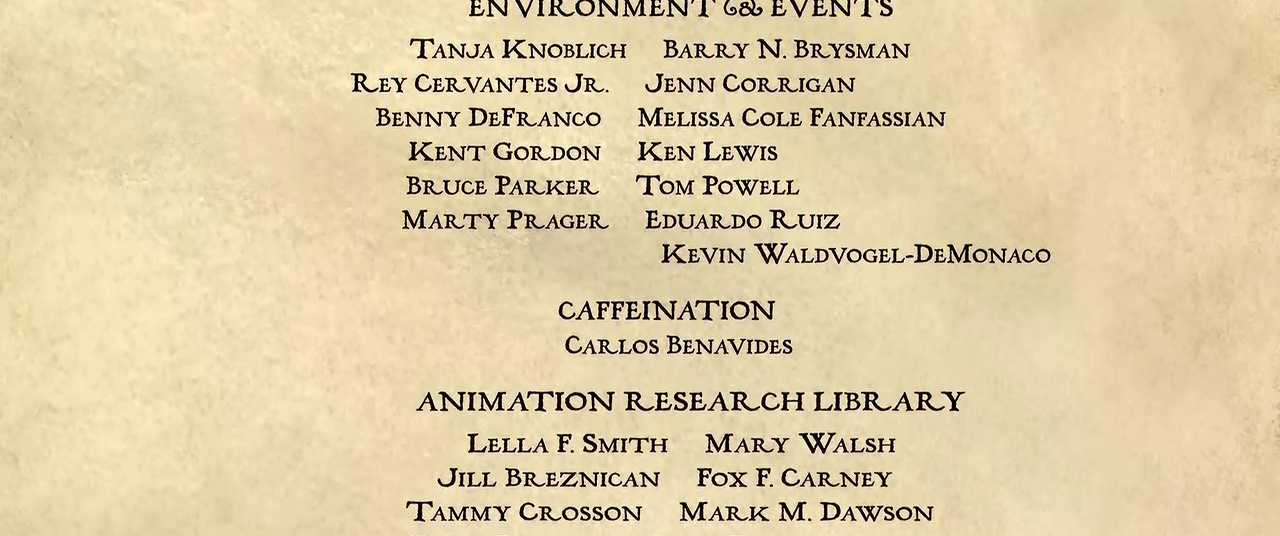 ENVIRONMENT & EVENTS
TANJA KNOBLICH BARRY N. BRYSMAN
REY CERVANTES JR. JENN CORRIGAN
BENNY DEFRANCO MELISSA COLE FANFASSIAN
KENT GORDON KEN LEWIS
BRUCE PARKER TOM POWELL
MARTY PRAGER EDUARDO RUIZ
KEVIN WALDVOGEL-DEMONACO
CAFFEINATION
CARLOS BENAVIDES
ANIMATION RESEARCH LIBRARY
LELLA F. SMITH MARY WALSH
JILL BREZNICAN FOX F. CARNEY
TAMMY CROSSON MARK M. DAWSON